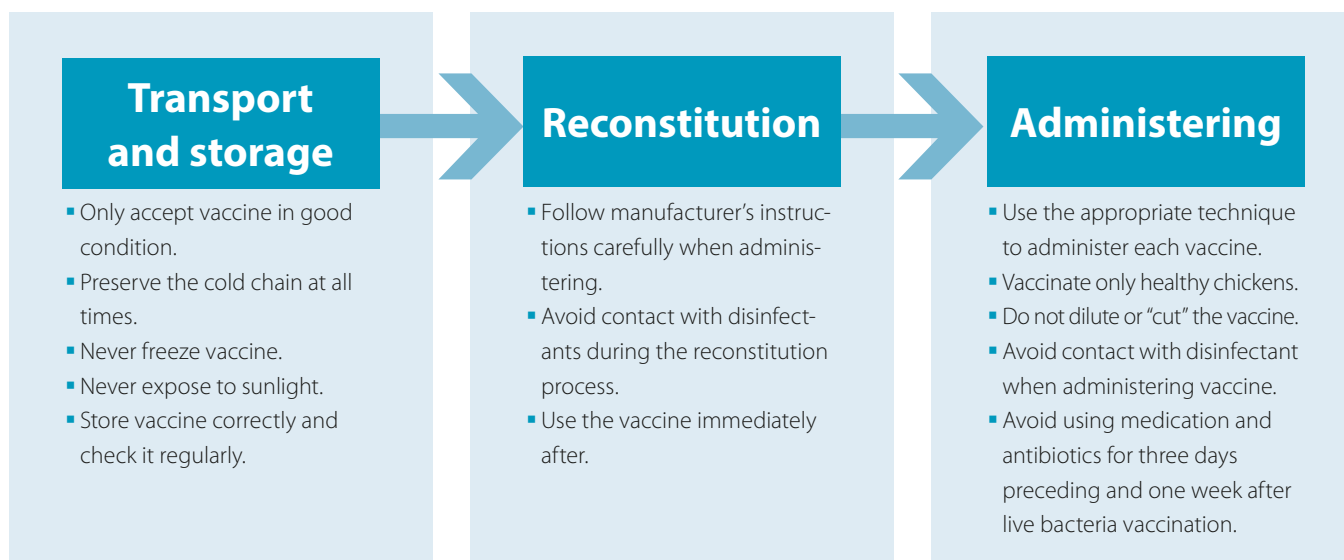 Transport
and storage
▪ Only accept vaccine in good
condition.
▪ Preserve the cold chain at all
times.
▪ Never freeze vaccine.
▪ Never expose to sunlight.
▪ Store vaccine correctly and
check it regularly.
Reconstitution
▪ Follow manufacturer’s instruc-
tions carefully when adminis-
tering.
▪ Avoid contact with disinfect-
ants during the reconstitution
process.
▪ Use the vaccine immediately
after.
Administering
▪ Use the appropriate technique
to administer each vaccine.
▪ Vaccinate only healthy chickens.
▪ Do not dilute or “cut” the vaccine.
▪ Avoid contact with disinfectant
when administering vaccine.
▪ Avoid using medication and
antibiotics for three days
preceding and one week after
live bacteria vaccination.